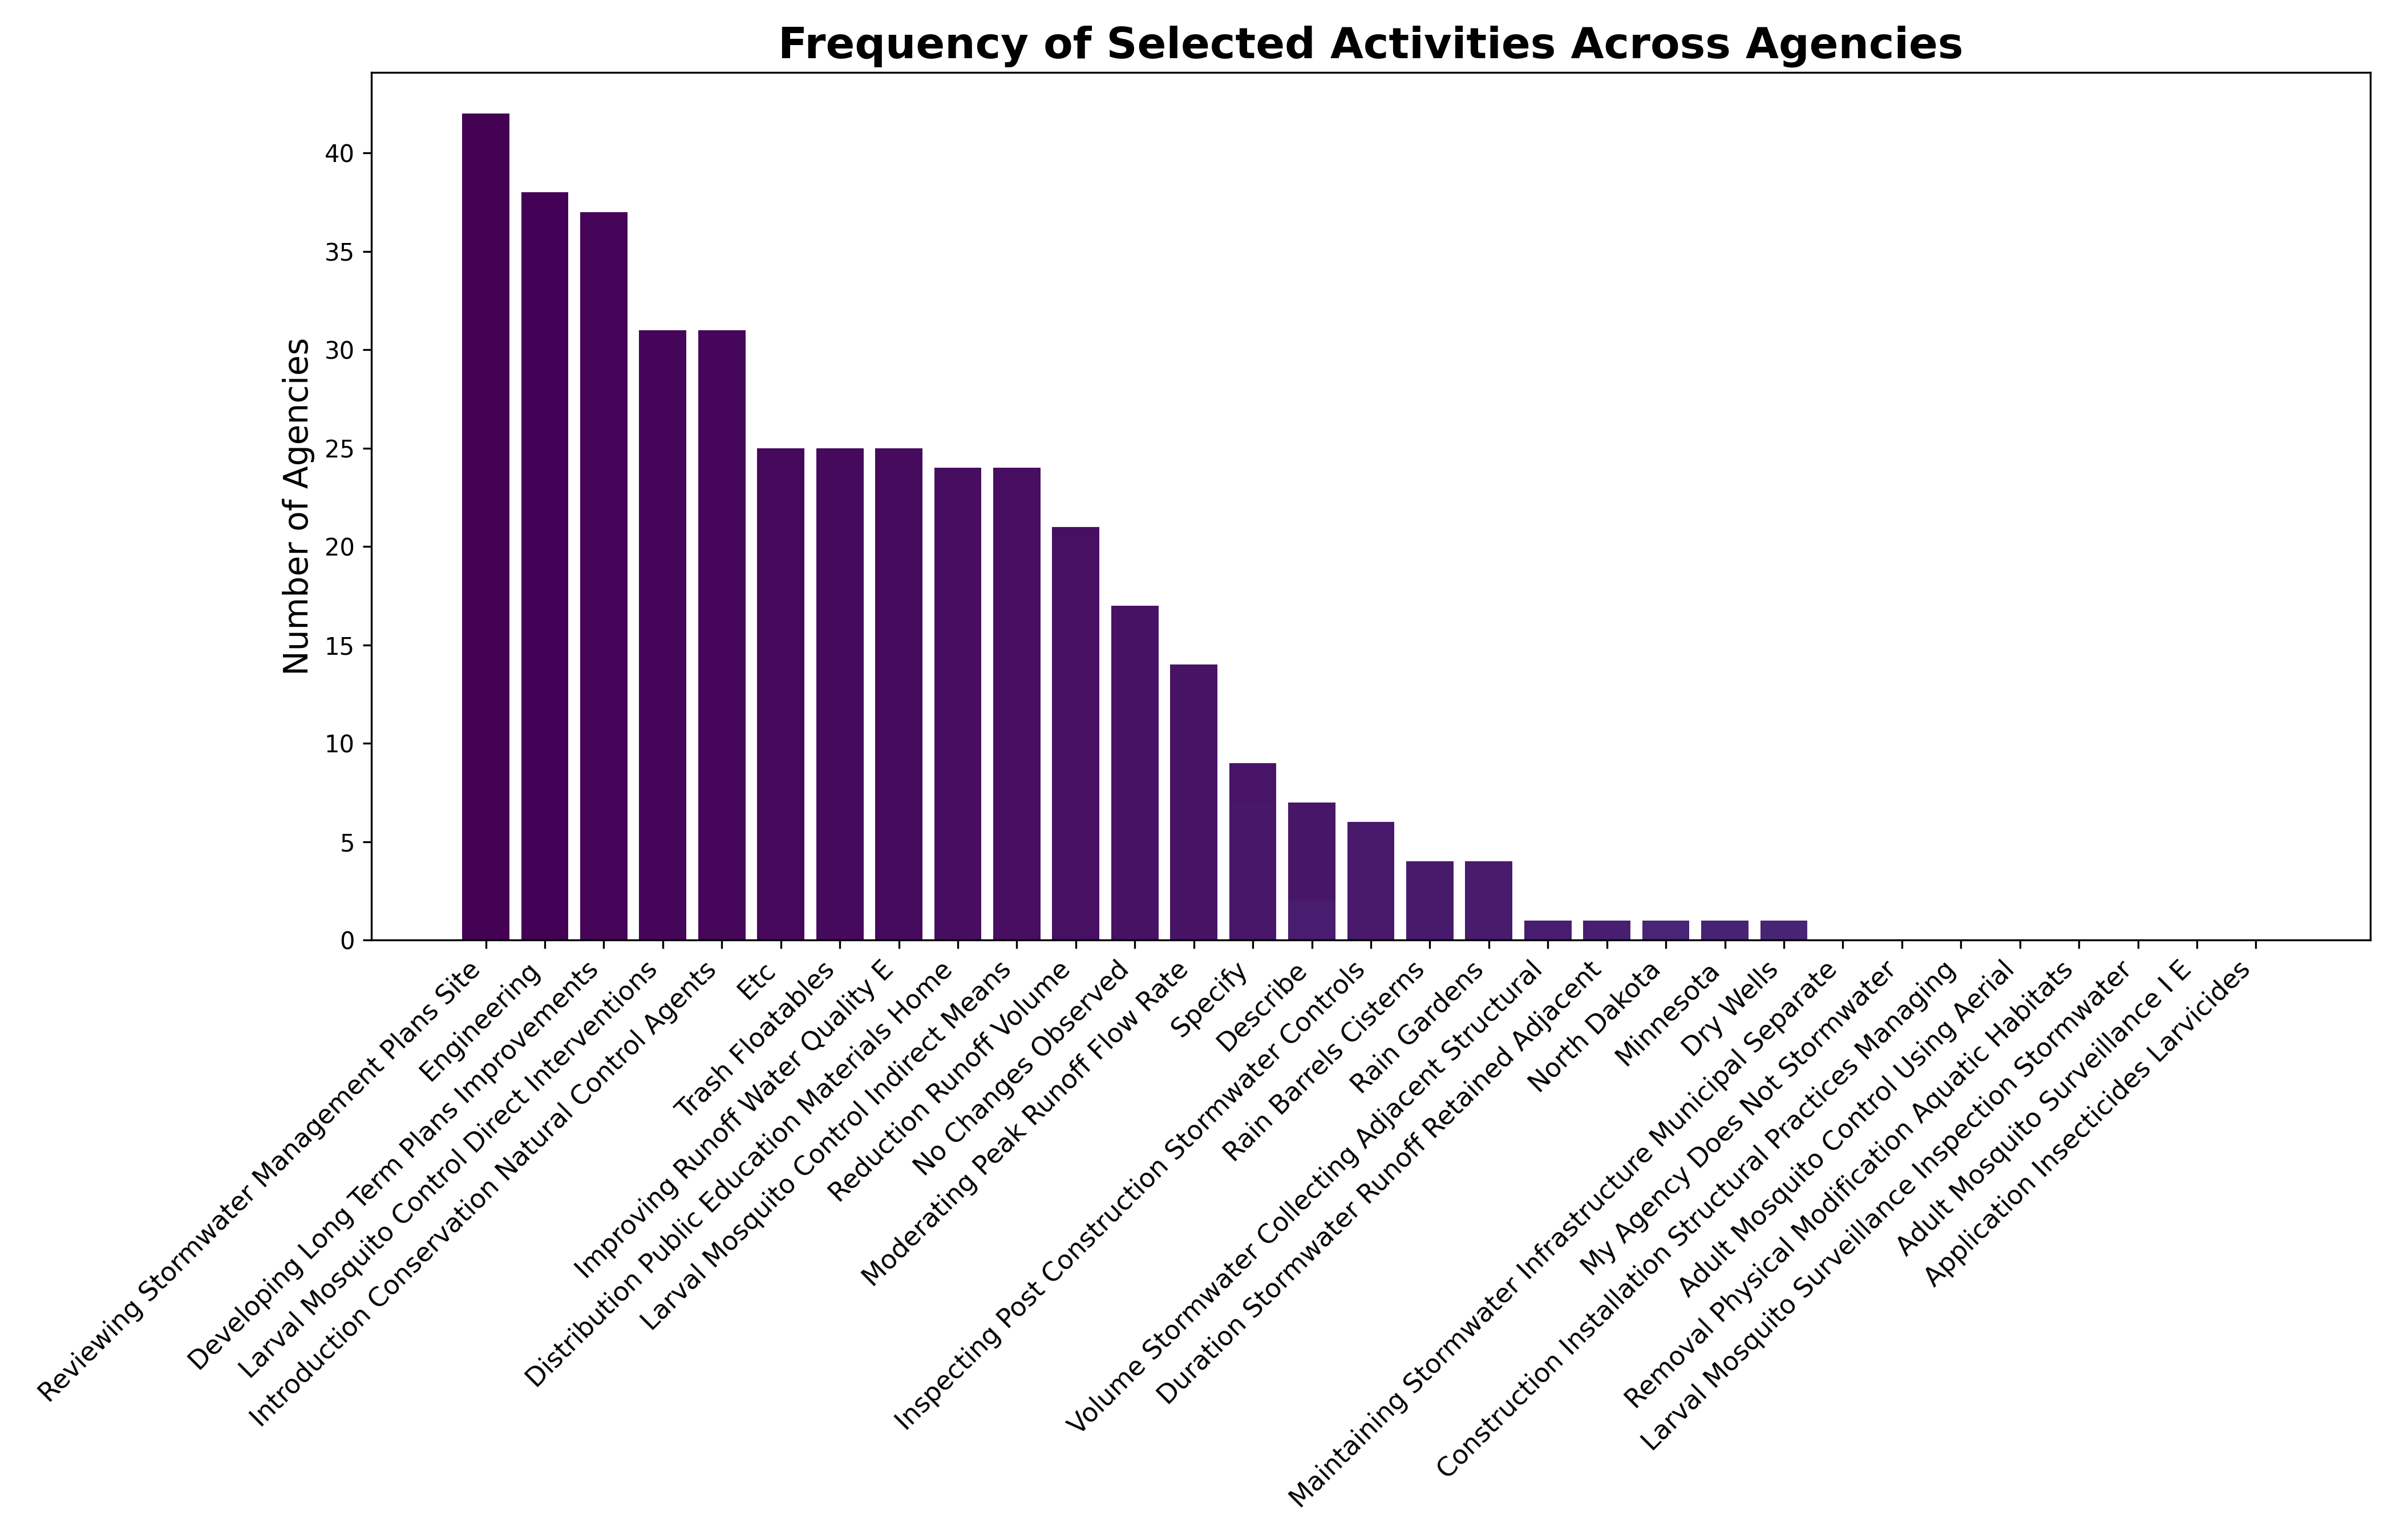 Frequency of Selected Activities Across Agencies
Number of Agencies
40
35
30
25
20
15
10
5
0
Reviewing Stormwater Management Plans Site
Engineering
Developing Long Term Plans Improvements
Larval Mosquito Control Direct Interventions
Introduction Conservation Natural Control Agents
Etc
Trash Floatables
Improving Runoff Water Quality E
Distribution Public Education Materials Home
Larval Mosquito Control Indirect Means
Reduction Runoff Volume
No Changes Observed
Moderating Peak Runoff Flow Rate
Specify
Describe
Inspecting Post Construction Stormwater Controls
Rain Barrels Cisterns
Rain Gardens
Volume Stormwater Collecting Adjacent Structural
Duration Stormwater Runoff Retained Adjacent
North Dakota
Minnesota
Dry Wells
Maintaining Stormwater Infrastructure Municipal Separate
My Agency Does Not Stormwater
Construction Installation Structural Practices Managing
Adult Mosquito Control Using Aerial
Removal Physical Modification Aquatic Habitats
Larval Mosquito Surveillance Inspection Stormwater
Adult Mosquito Surveillance I E
Application Insecticides Larvicides